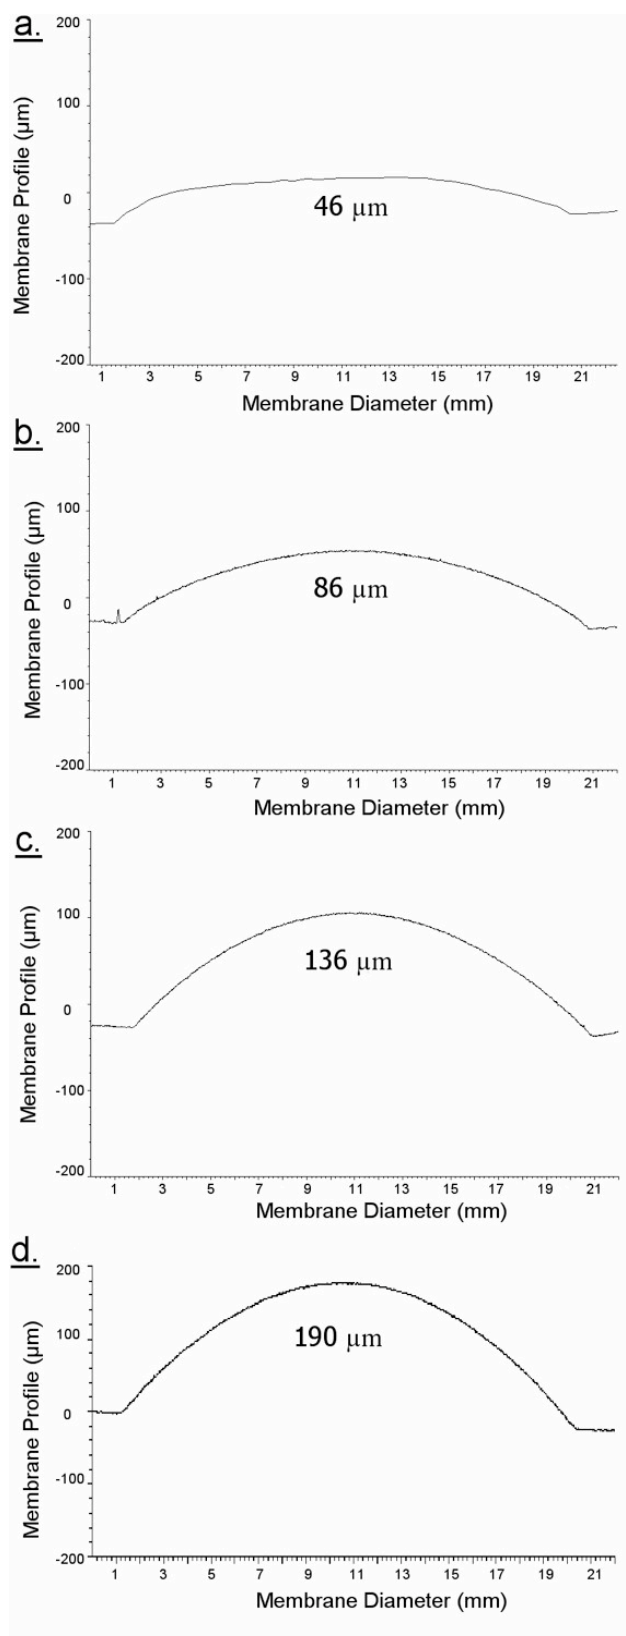 a.
200
100
0
-100
-200
Membrane Profile (µm)
46 µm
1 3 5 7 9 11 13 15 17 19 21
Membrane Diameter (mm)
b.
200
100
0
-100
-200
Membrane Profile (µm)
86 µm
1 3 5 7 9 11 13 15 17 19 21
Membrane Diameter (mm)
c.
200
100
0
-100
-200
Membrane Profile (µm)
136 µm
1 3 5 7 9 11 13 15 17 19 21
Membrane Diameter (mm)
d.
200
100
0
-100
-200
Membrane Profile (µm)
190 µm
1 3 5 7 9 11 13 15 17 19 21
Membrane Diameter (mm)